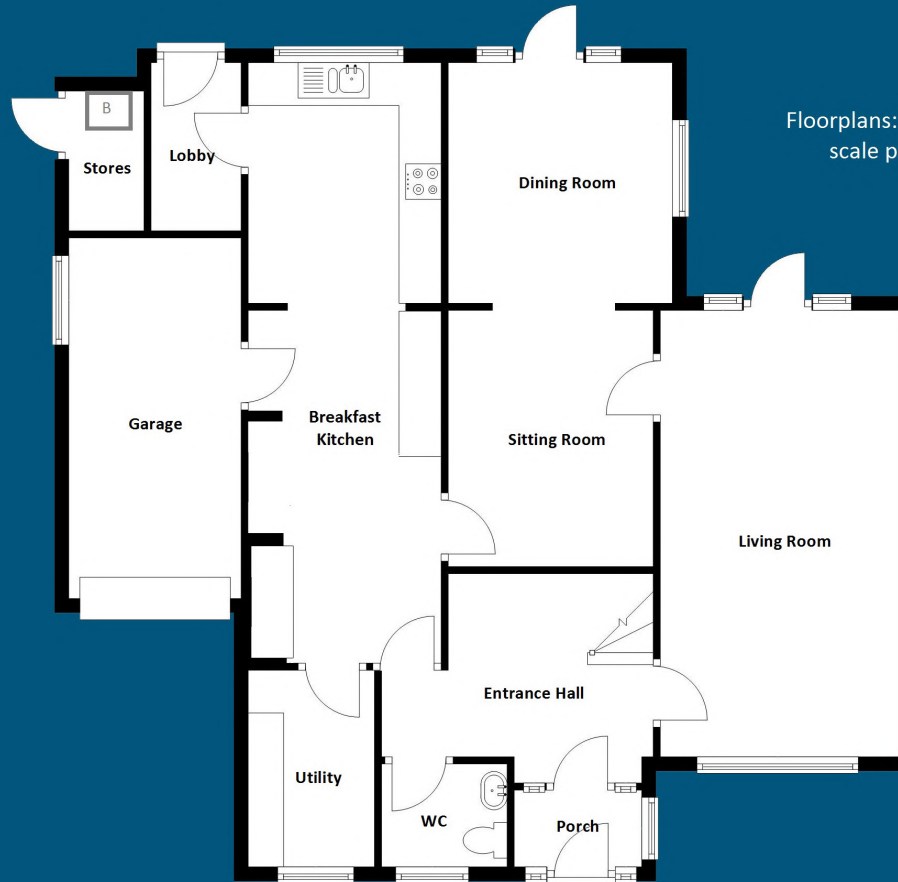 B
Floorplans:
scale p
Lobby
Stores
Dining Room
Breakfast
Kitchen
Garage
Sitting Room
Living Room
Entrance Hall
Utility
WC
Porch